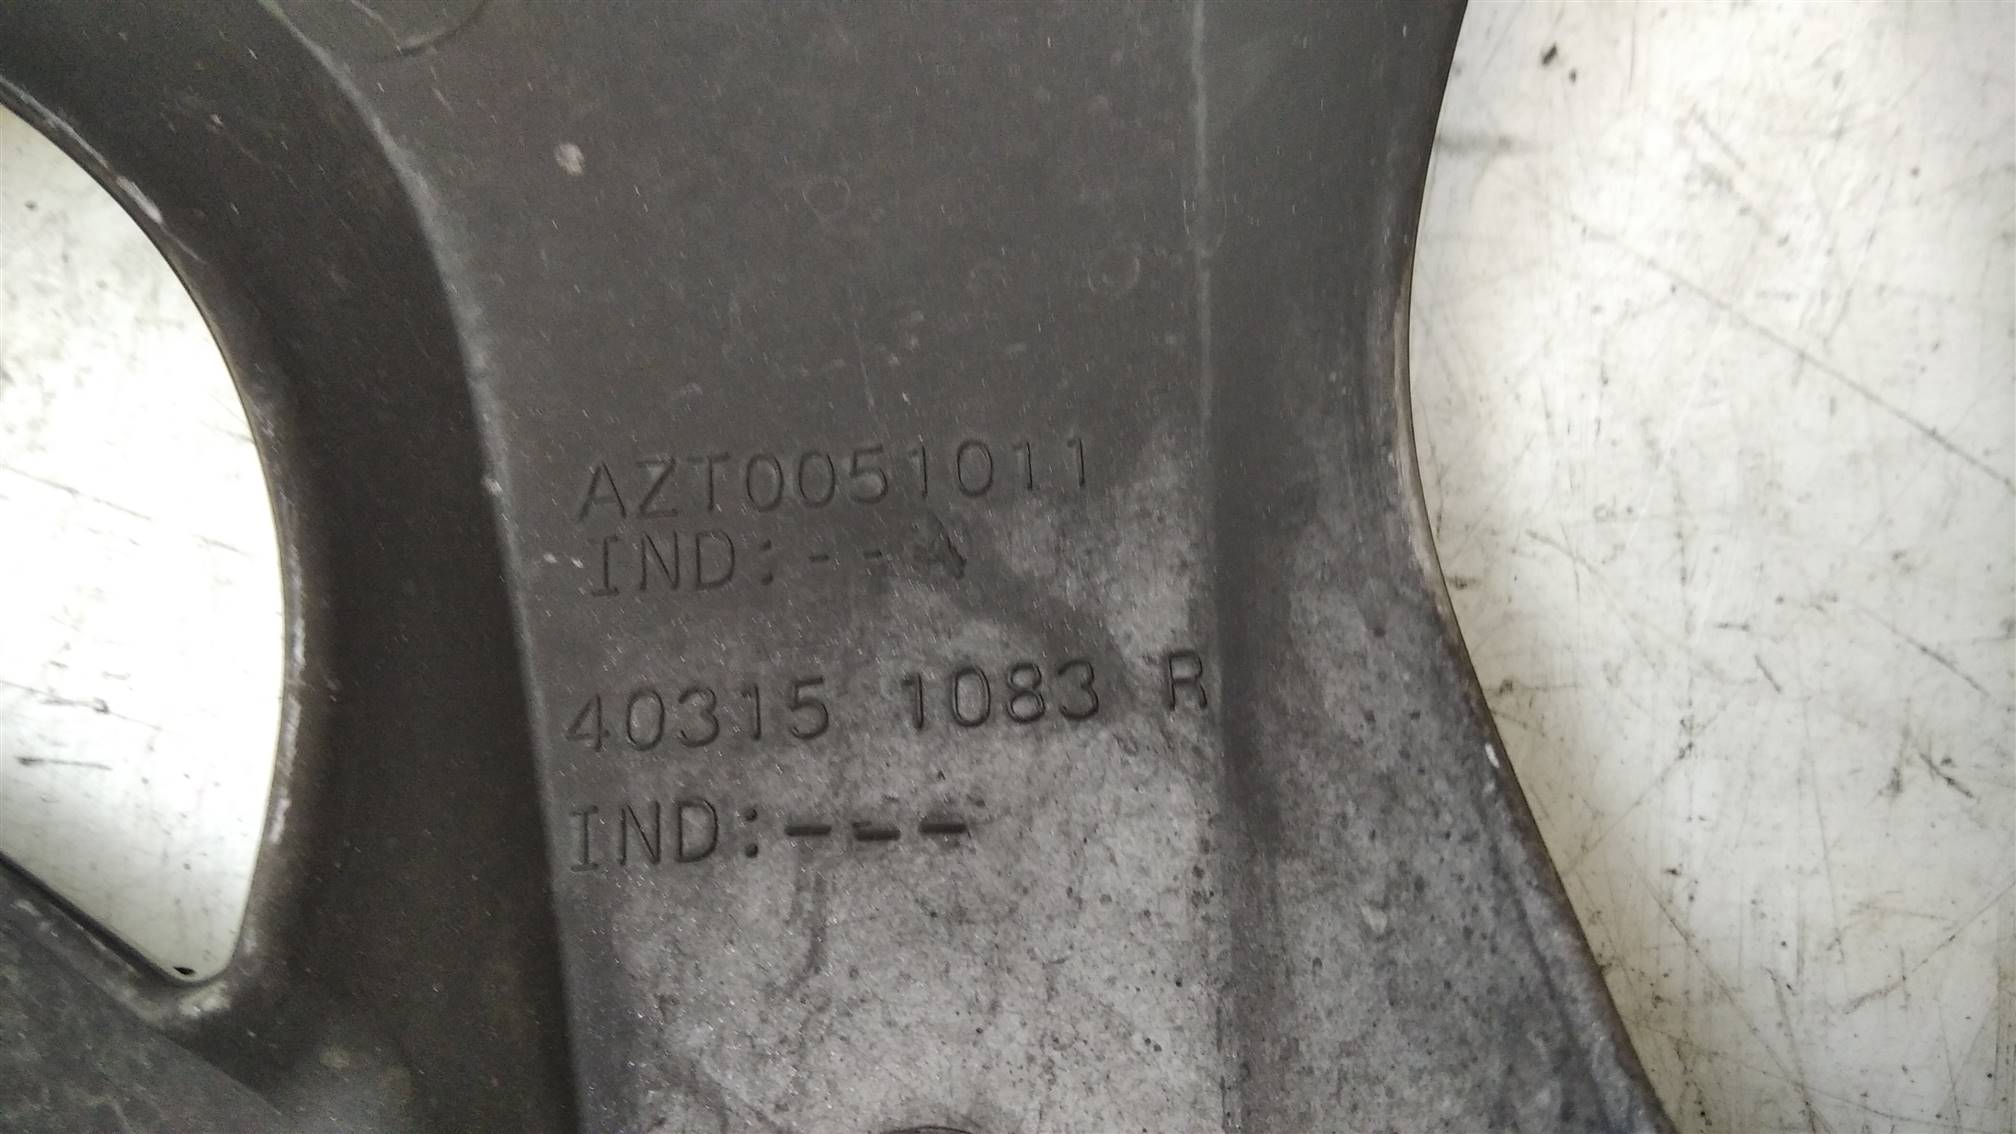 AZT0051011
IND:--A
40315 1083 R
IND:---